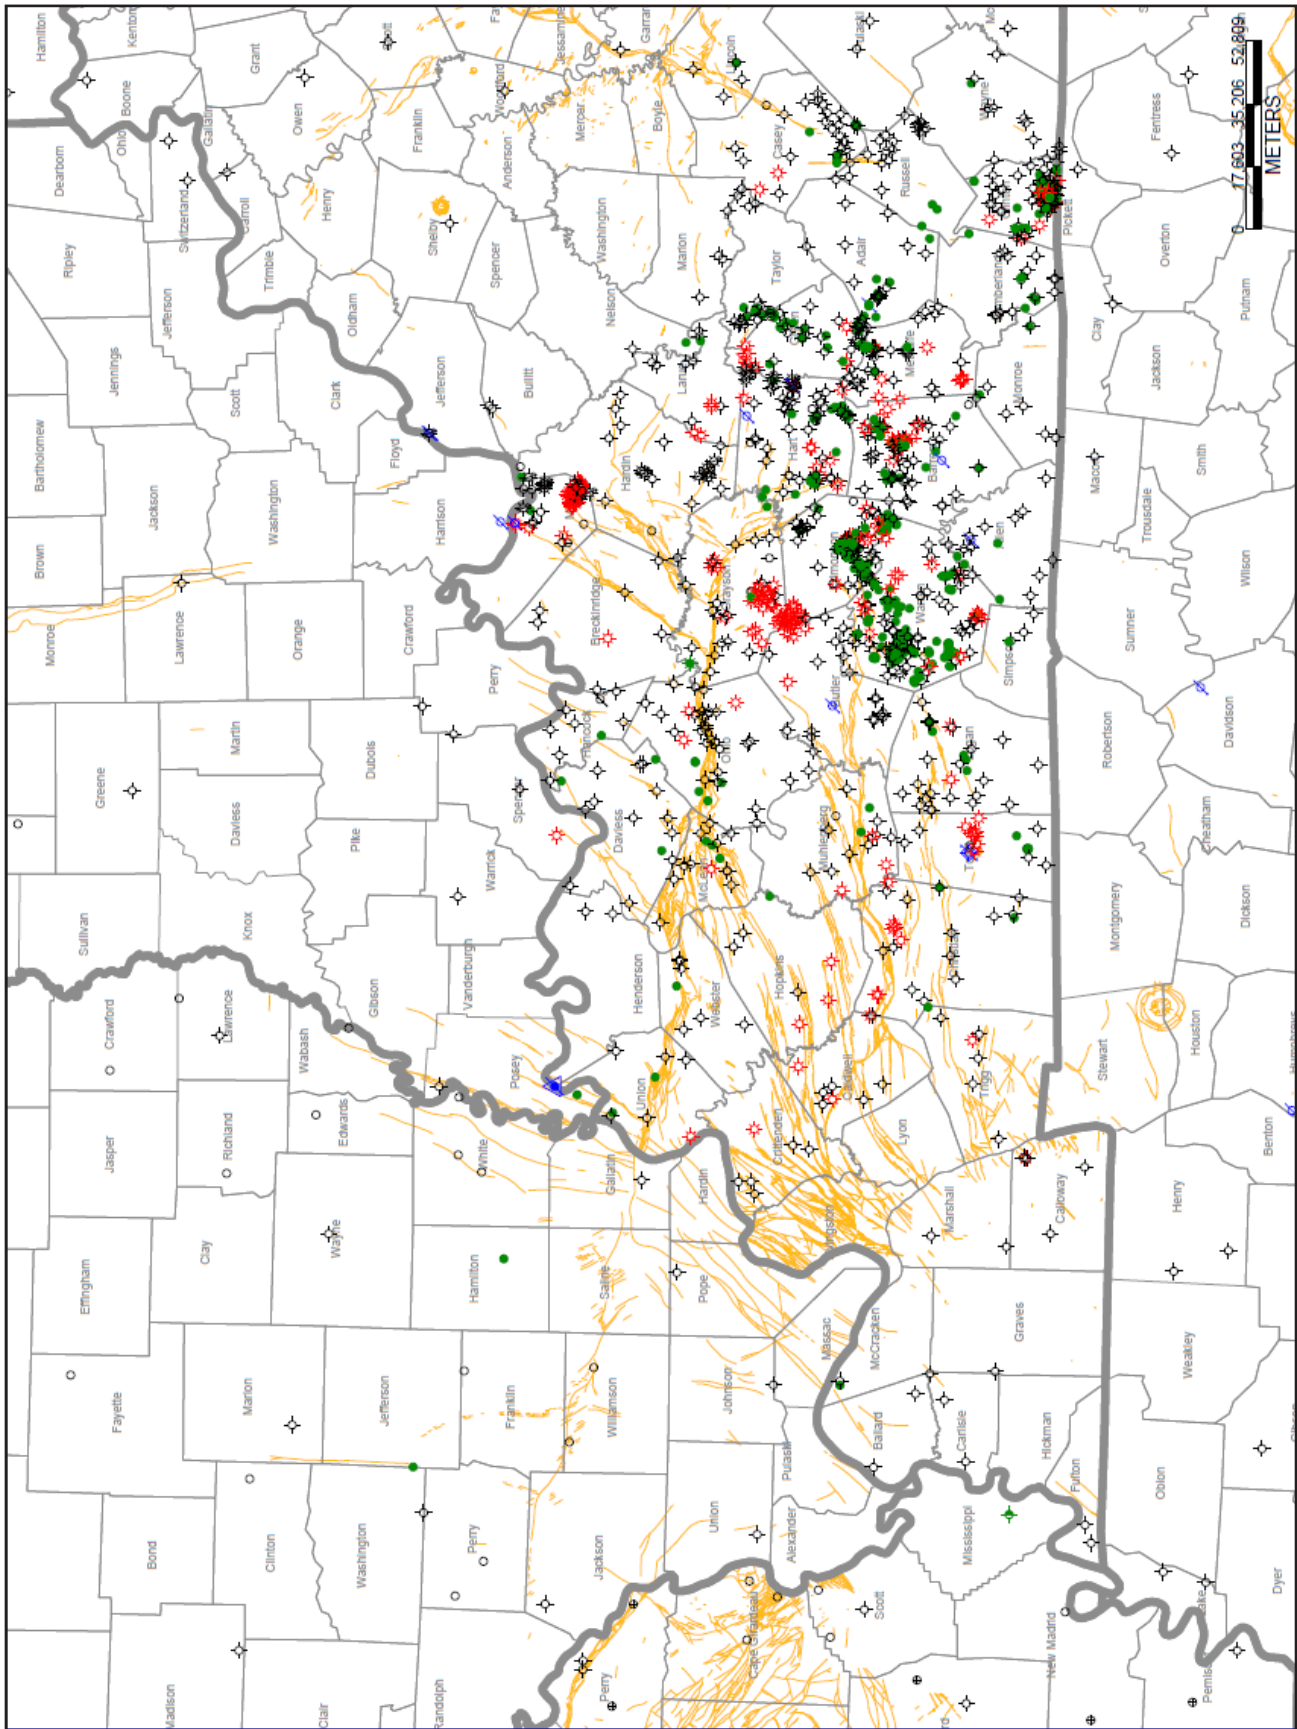 Madison
Bond
Fayette
Effingham
Jasper
Crawford
Sullivan
Greene
Monroe
Brown
Bartholomew
Jennings
Ripley
Dearborn
Hamilton
Clair
Clinton
Marion
Clay
Richland
Lawrence
Knox
Daviess
Martin
Lawrence
Jackson
Scott
Jefferson
Switzerland
Ohio
Boone
Kenton
Randolph
Washington
Jefferson
Wayne
Edwards
Wabash
Gibson
Pike
Dubois
Orange
Washington
Clark
Trimble
Carroll
Gallatin
Grant
Perry
Franklin
Hamilton
White
Posey
Vanderburgh
Warrick
Spencer
Perry
Crawford
Harrison
Floyd
Jefferson
Oldham
Henry
Owen
Scott
Perry
Jackson
Williamson
Saline
Gallatin
Union
Henderson
Daviess
Hancock
Breckinridge
Hardin
Bullitt
Spencer
Shelby
Franklin
Woodford
Cape Girardeau
Union
Johnson
Pope
Hardin
Crittenden
Webster
McLean
Ohio
Grayson
Larue
Nelson
Washington
Anderson
Mercer
Jessamine
Scott
Alexander
Pulaski
Massac
Livingston
Caldwell
Hopkins
Muhlenberg
Butler
Edmonson
Hart
Green
Taylor
Marion
Boyle
Garrard
New Madrid
Mississippi
Ballard
McCracken
Lyon
Christian
Todd
Logan
Warren
Barren
Metcalfe
Adair
Casey
Lincoln
Carlisle
Hickman
Fulton
Graves
Marshall
Calloway
Trigg
Simpson
Allen
Monroe
Cumberland
Russell
Wayne
Pulaski
Pemiscot
Lake
Obion
Weakley
Henry
Stewart
Montgomery
Robertson
Sumner
Macon
Clay
Pickett
Fentress
Dyer
Benton
Houston
Dickson
Cheatham
Davidson
Wilson
Trousdale
Smith
Jackson
Overton
Putnam
Humphreys
0 17,603 35,206 52,809
METERS